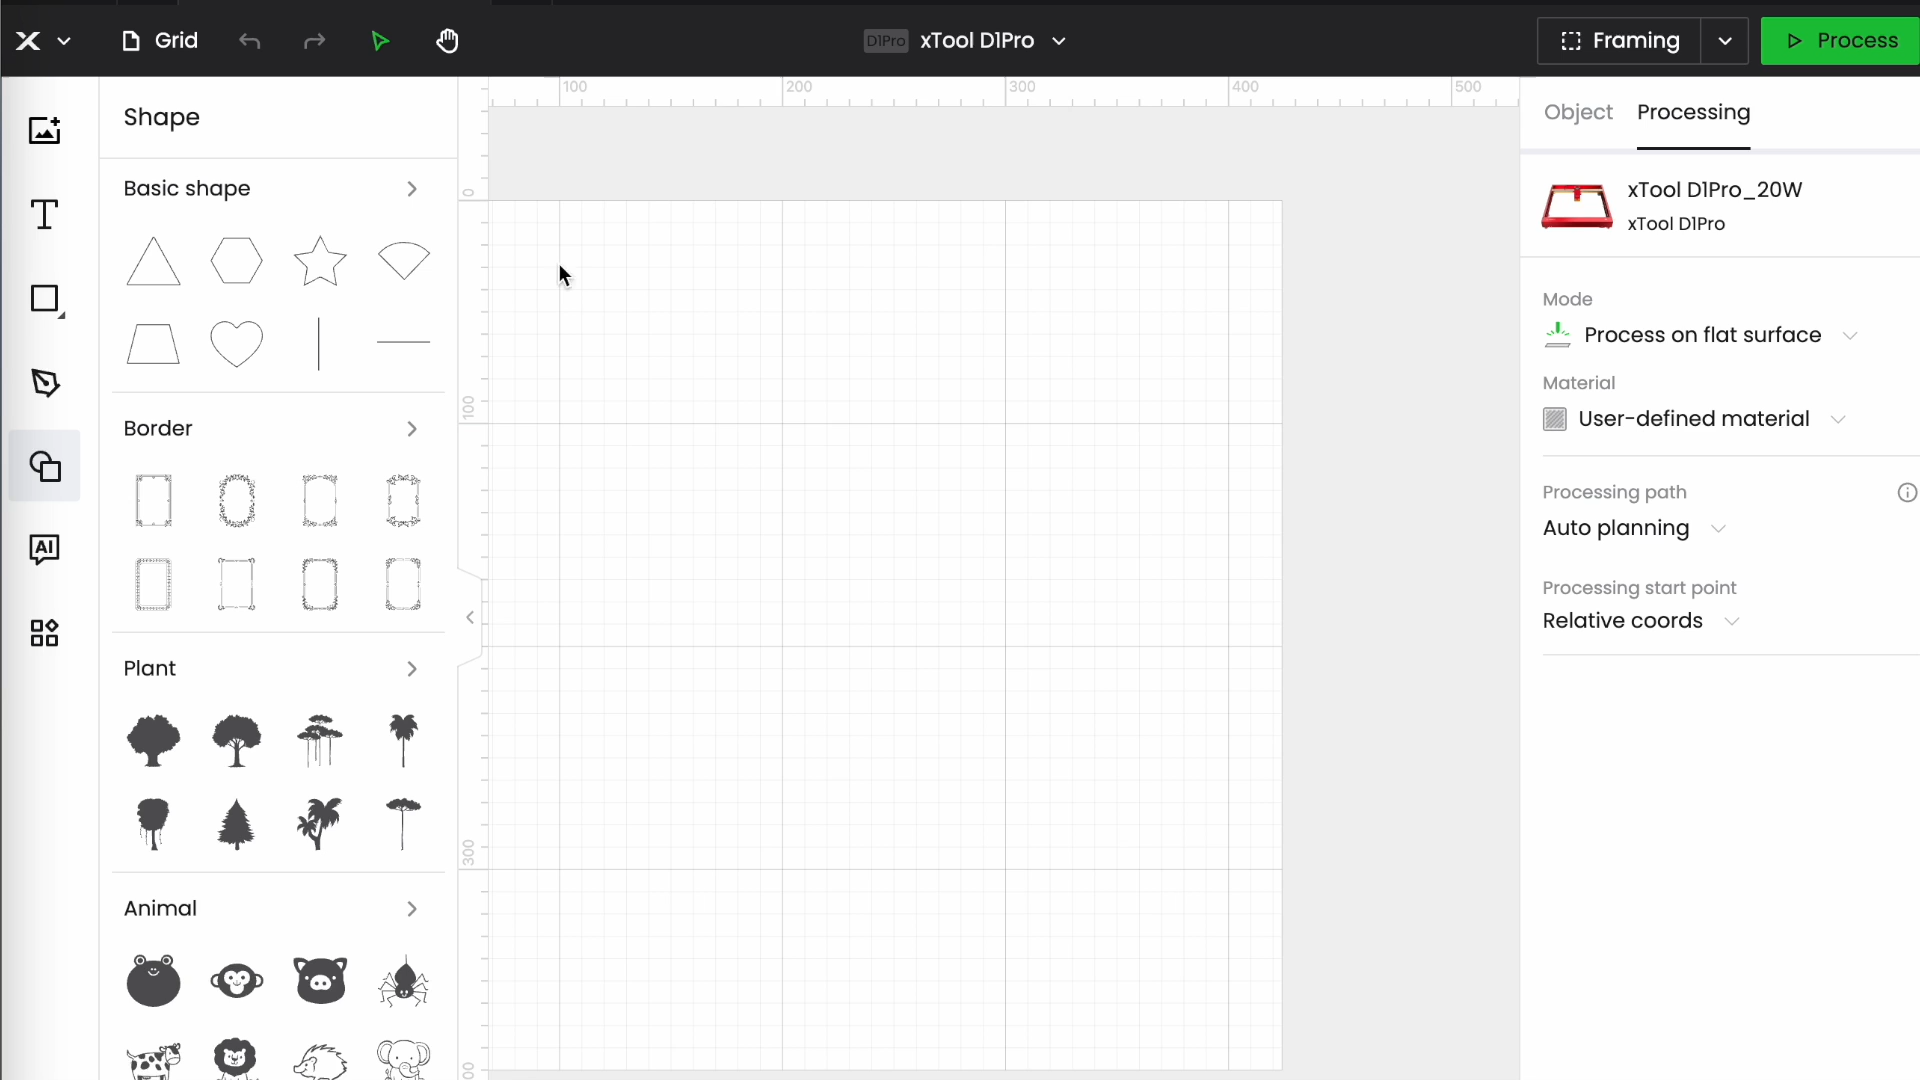 Grid
D1Pro xTool D1Pro
Framing
Process
Shape
100 200 300 400 500
Object Processing
Basic shape
0
xTool D1Pro_20W
xTool D1Pro
Mode
Process on flat surface
Material
User-defined material
100
Border
Processing path
Auto planning
Processing start point
Relative coords
AI
Plant
300
Animal
00